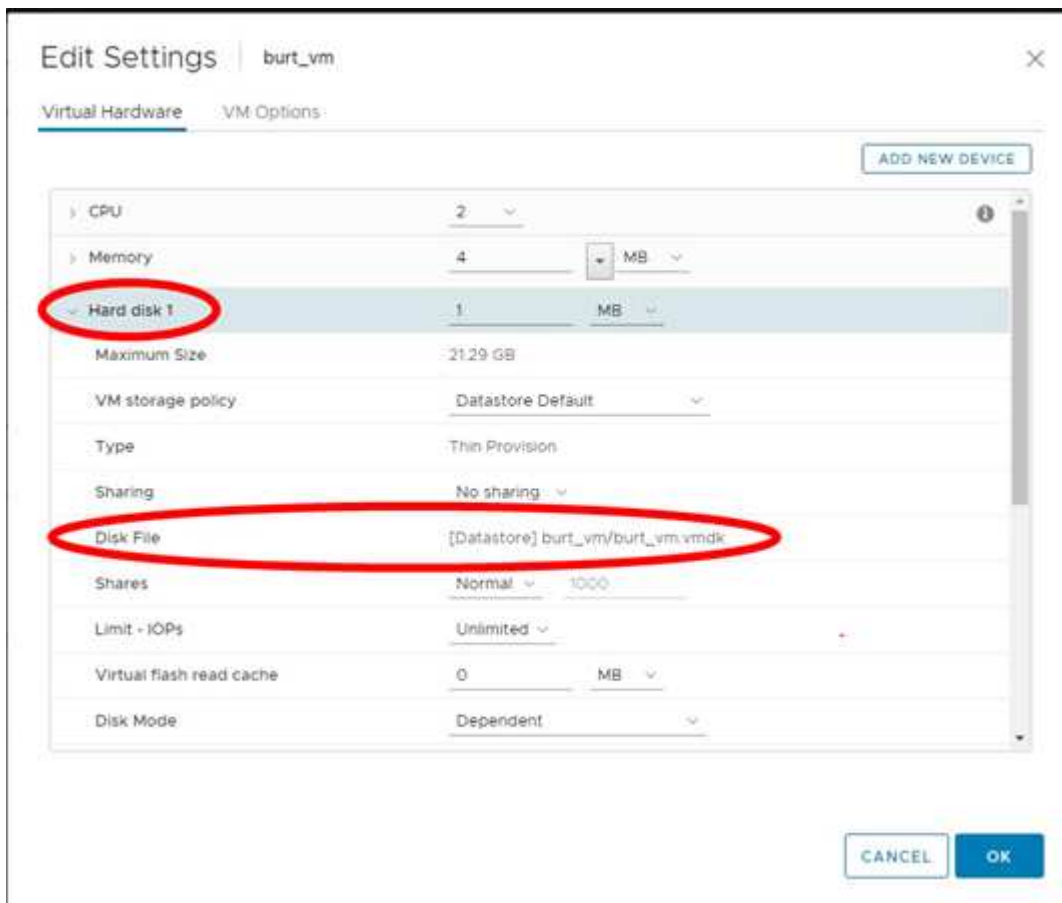 Edit Settings burt_vm
Virtual Hardware VM Options
ADD NEW DEVICE
CPU 2
Memory 4 MB
Hard disk 1 1 MB
Maximum Size 21.29 GB
VM storage policy Datastore Default
Type Thin Provision
Sharing No sharing
Disk File [Datastore] burt_vm/burt_vm.vmdk
Shares Normal 1000
Limit - IOPs Unlimited
Virtual flash read cache 0 MB
Disk Mode Dependent
CANCEL OK